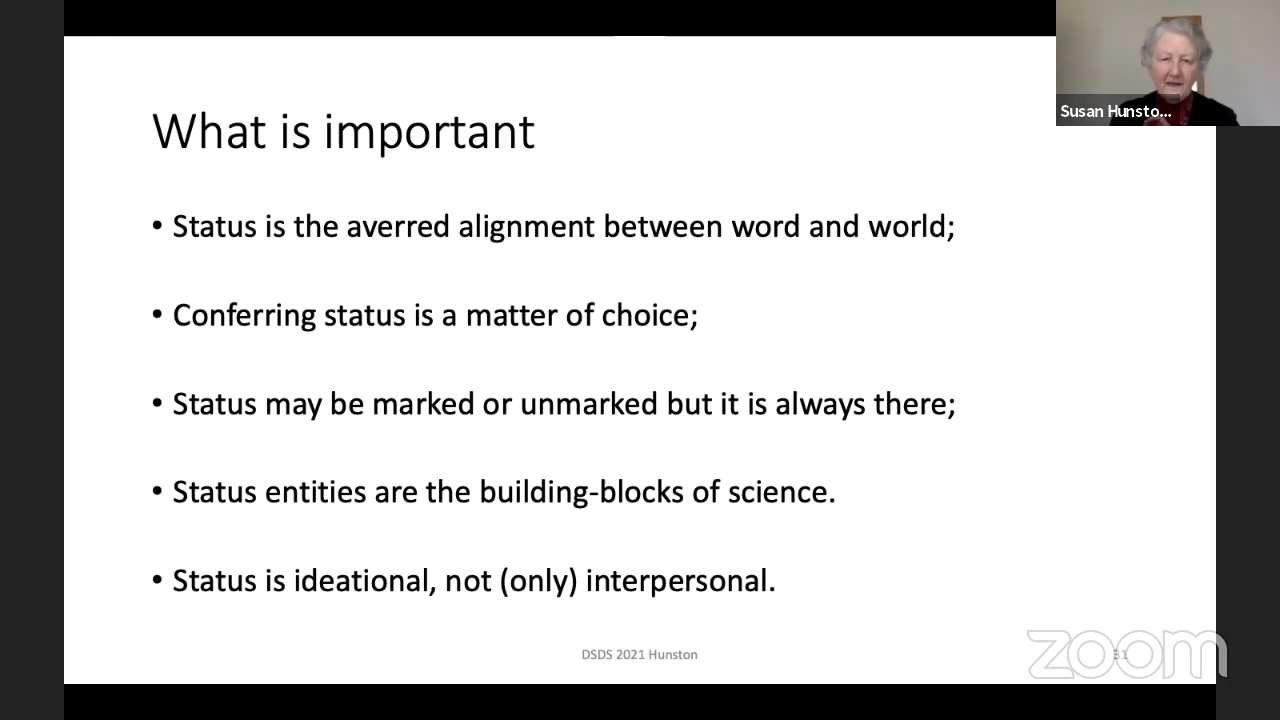 Susan Hunsto...
What is important
• Status is the averred alignment between word and world;
• Conferring status is a matter of choice;
• Status may be marked or unmarked but it is always there;
• Status entities are the building-blocks of science.
• Status is ideational, not (only) interpersonal.
DSDS 2021 Hunston
31
zoom